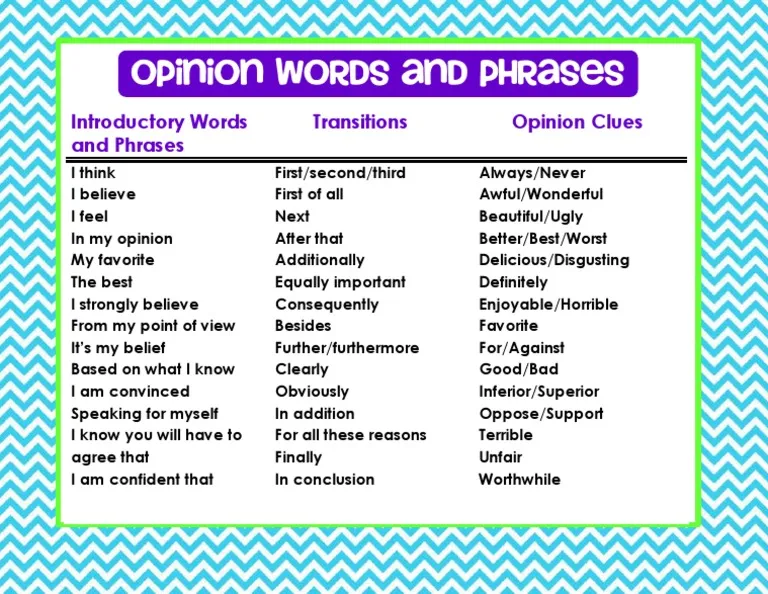 Opinion Words and Phrases
Introductory Words
and Phrases
Transitions
Opinion Clues
I think
I believe
I feel
In my opinion
My favorite
The best
I strongly believe
From my point of view
It's my belief
Based on what I know
I am convinced
Speaking for myself
I know you will have to
agree that
I am confident that
First/second/third
First of all
Next
After that
Additionally
Equally important
Consequently
Besides
Further/furthermore
Clearly
Obviously
In addition
For all these reasons
Finally
In conclusion
Always/Never
Awful/Wonderful
Beautiful/Ugly
Better/Best/Worst
Delicious/Disgusting
Definitely
Enjoyable/Horrible
Favorite
For/Against
Good/Bad
Inferior/Superior
Oppose/Support
Terrible
Unfair
Worthwhile